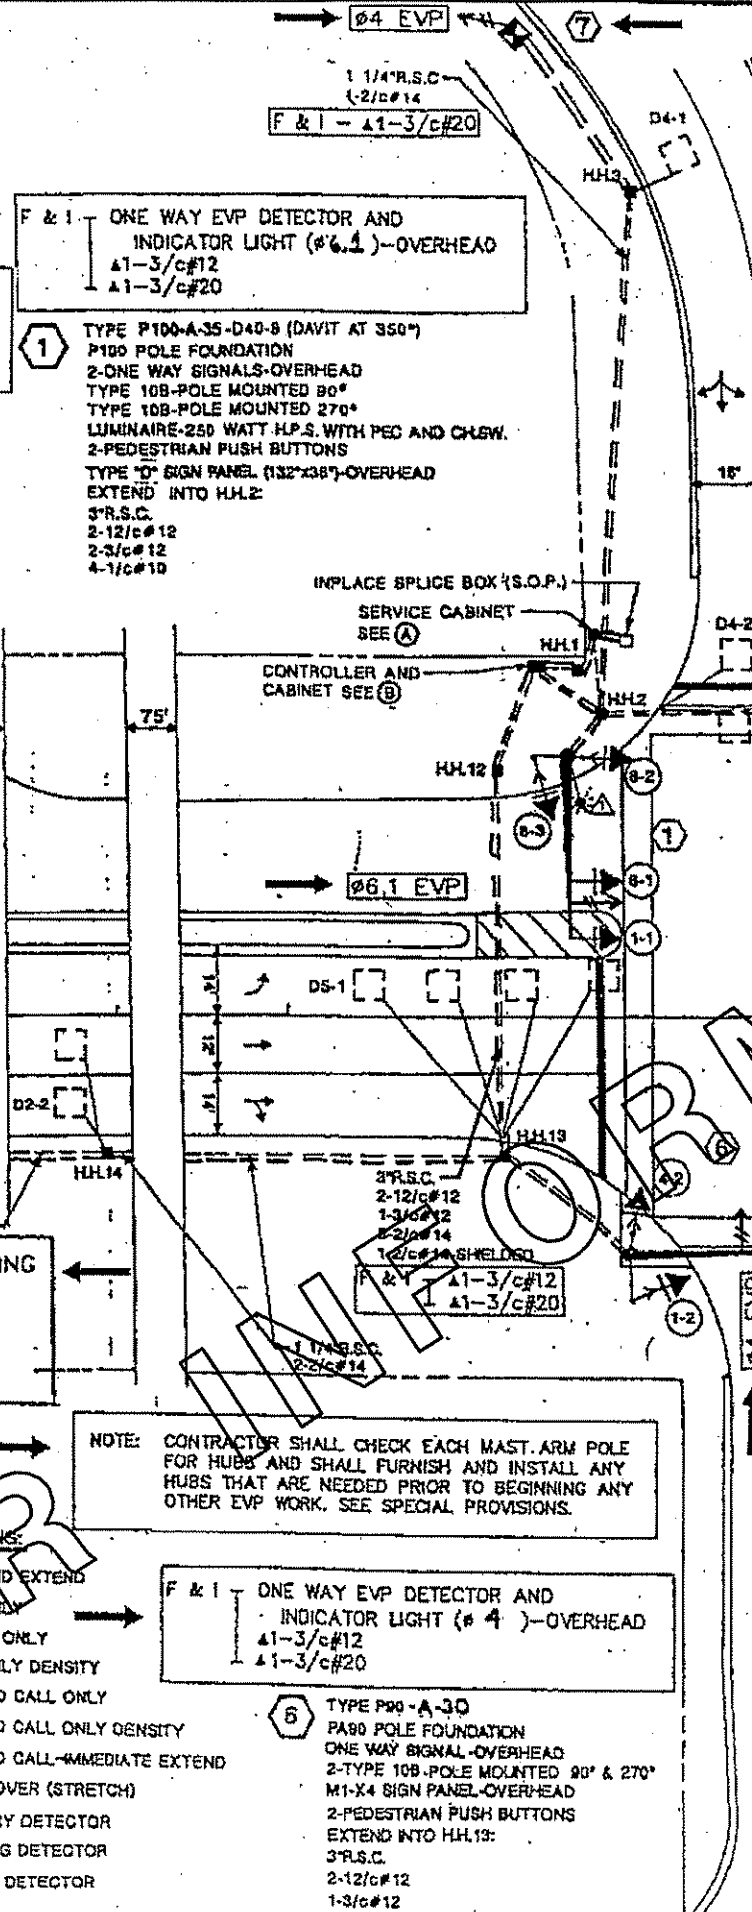 ø4 EVP
7
1 1/4"R.S.C
1-2/c#14
F & I - ▲1-3/c#20
D4-1
H.H.3
F & I ONE WAY EVP DETECTOR AND
INDICATOR LIGHT (ø6.1)-OVERHEAD
▲1-3/c#12
▲1-3/c#20
1
TYPE P100-A-35-D40-9 (DAVIT AT 350°)
P100 POLE FOUNDATION
2-ONE WAY SIGNALS-OVERHEAD
TYPE 10B-POLE MOUNTED 90°
TYPE 10B-POLE MOUNTED 270°
LUMINAIRE-250 WATT H.P.S. WITH PEC AND CH.SW.
2-PEDESTRIAN PUSH BUTTONS
TYPE "D" SIGN PANEL (132"x36")-OVERHEAD
EXTEND INTO H.H.2:
3"R.S.C.
2-12/c#12
2-3/c#12
4-1/c#10
INPLACE SPLICE BOX (S.O.P.)
SERVICE CABINET
SEE A
H.H.1
D4-2
CONTROLLER AND
CABINET SEE B
H.H.2
75'
H.H.12
6-2
6-3
1
ø6.1 EVP
6-1
1-1
14'
D5-1
12'
D2-2
14'
H.H.13
H.H.14
6
4-2
3"R.S.C.
2-12/c#12
1-3/c#12
1-2/c#14 SHIELDED
F & I ▲1-3/c#12
▲1-3/c#20
1-2
1 1/4"R.S.C.
2-2/c#14
NOTE: CONTRACTOR SHALL CHECK EACH MAST ARM POLE
FOR HUBS AND SHALL FURNISH AND INSTALL ANY
HUBS THAT ARE NEEDED PRIOR TO BEGINNING ANY
OTHER EVP WORK. SEE SPECIAL PROVISIONS.
EXTEND
ONLY
LY DENSITY
CALL ONLY
CALL ONLY DENSITY
CALL-IMMEDIATE EXTEND
OVER (STRETCH)
RY DETECTOR
G DETECTOR
DETECTOR
F & I ONE WAY EVP DETECTOR AND
INDICATOR LIGHT (ø 4 )-OVERHEAD
▲1-3/c#12
▲1-3/c#20
6
TYPE P90-A-30
PA90 POLE FOUNDATION
ONE WAY SIGNAL-OVERHEAD
2-TYPE 10B-POLE MOUNTED 90° & 270°
M1-X4 SIGN PANEL-OVERHEAD
2-PEDESTRIAN PUSH BUTTONS
EXTEND INTO H.H.13:
3"R.S.C.
2-12/c#12
1-3/c#12